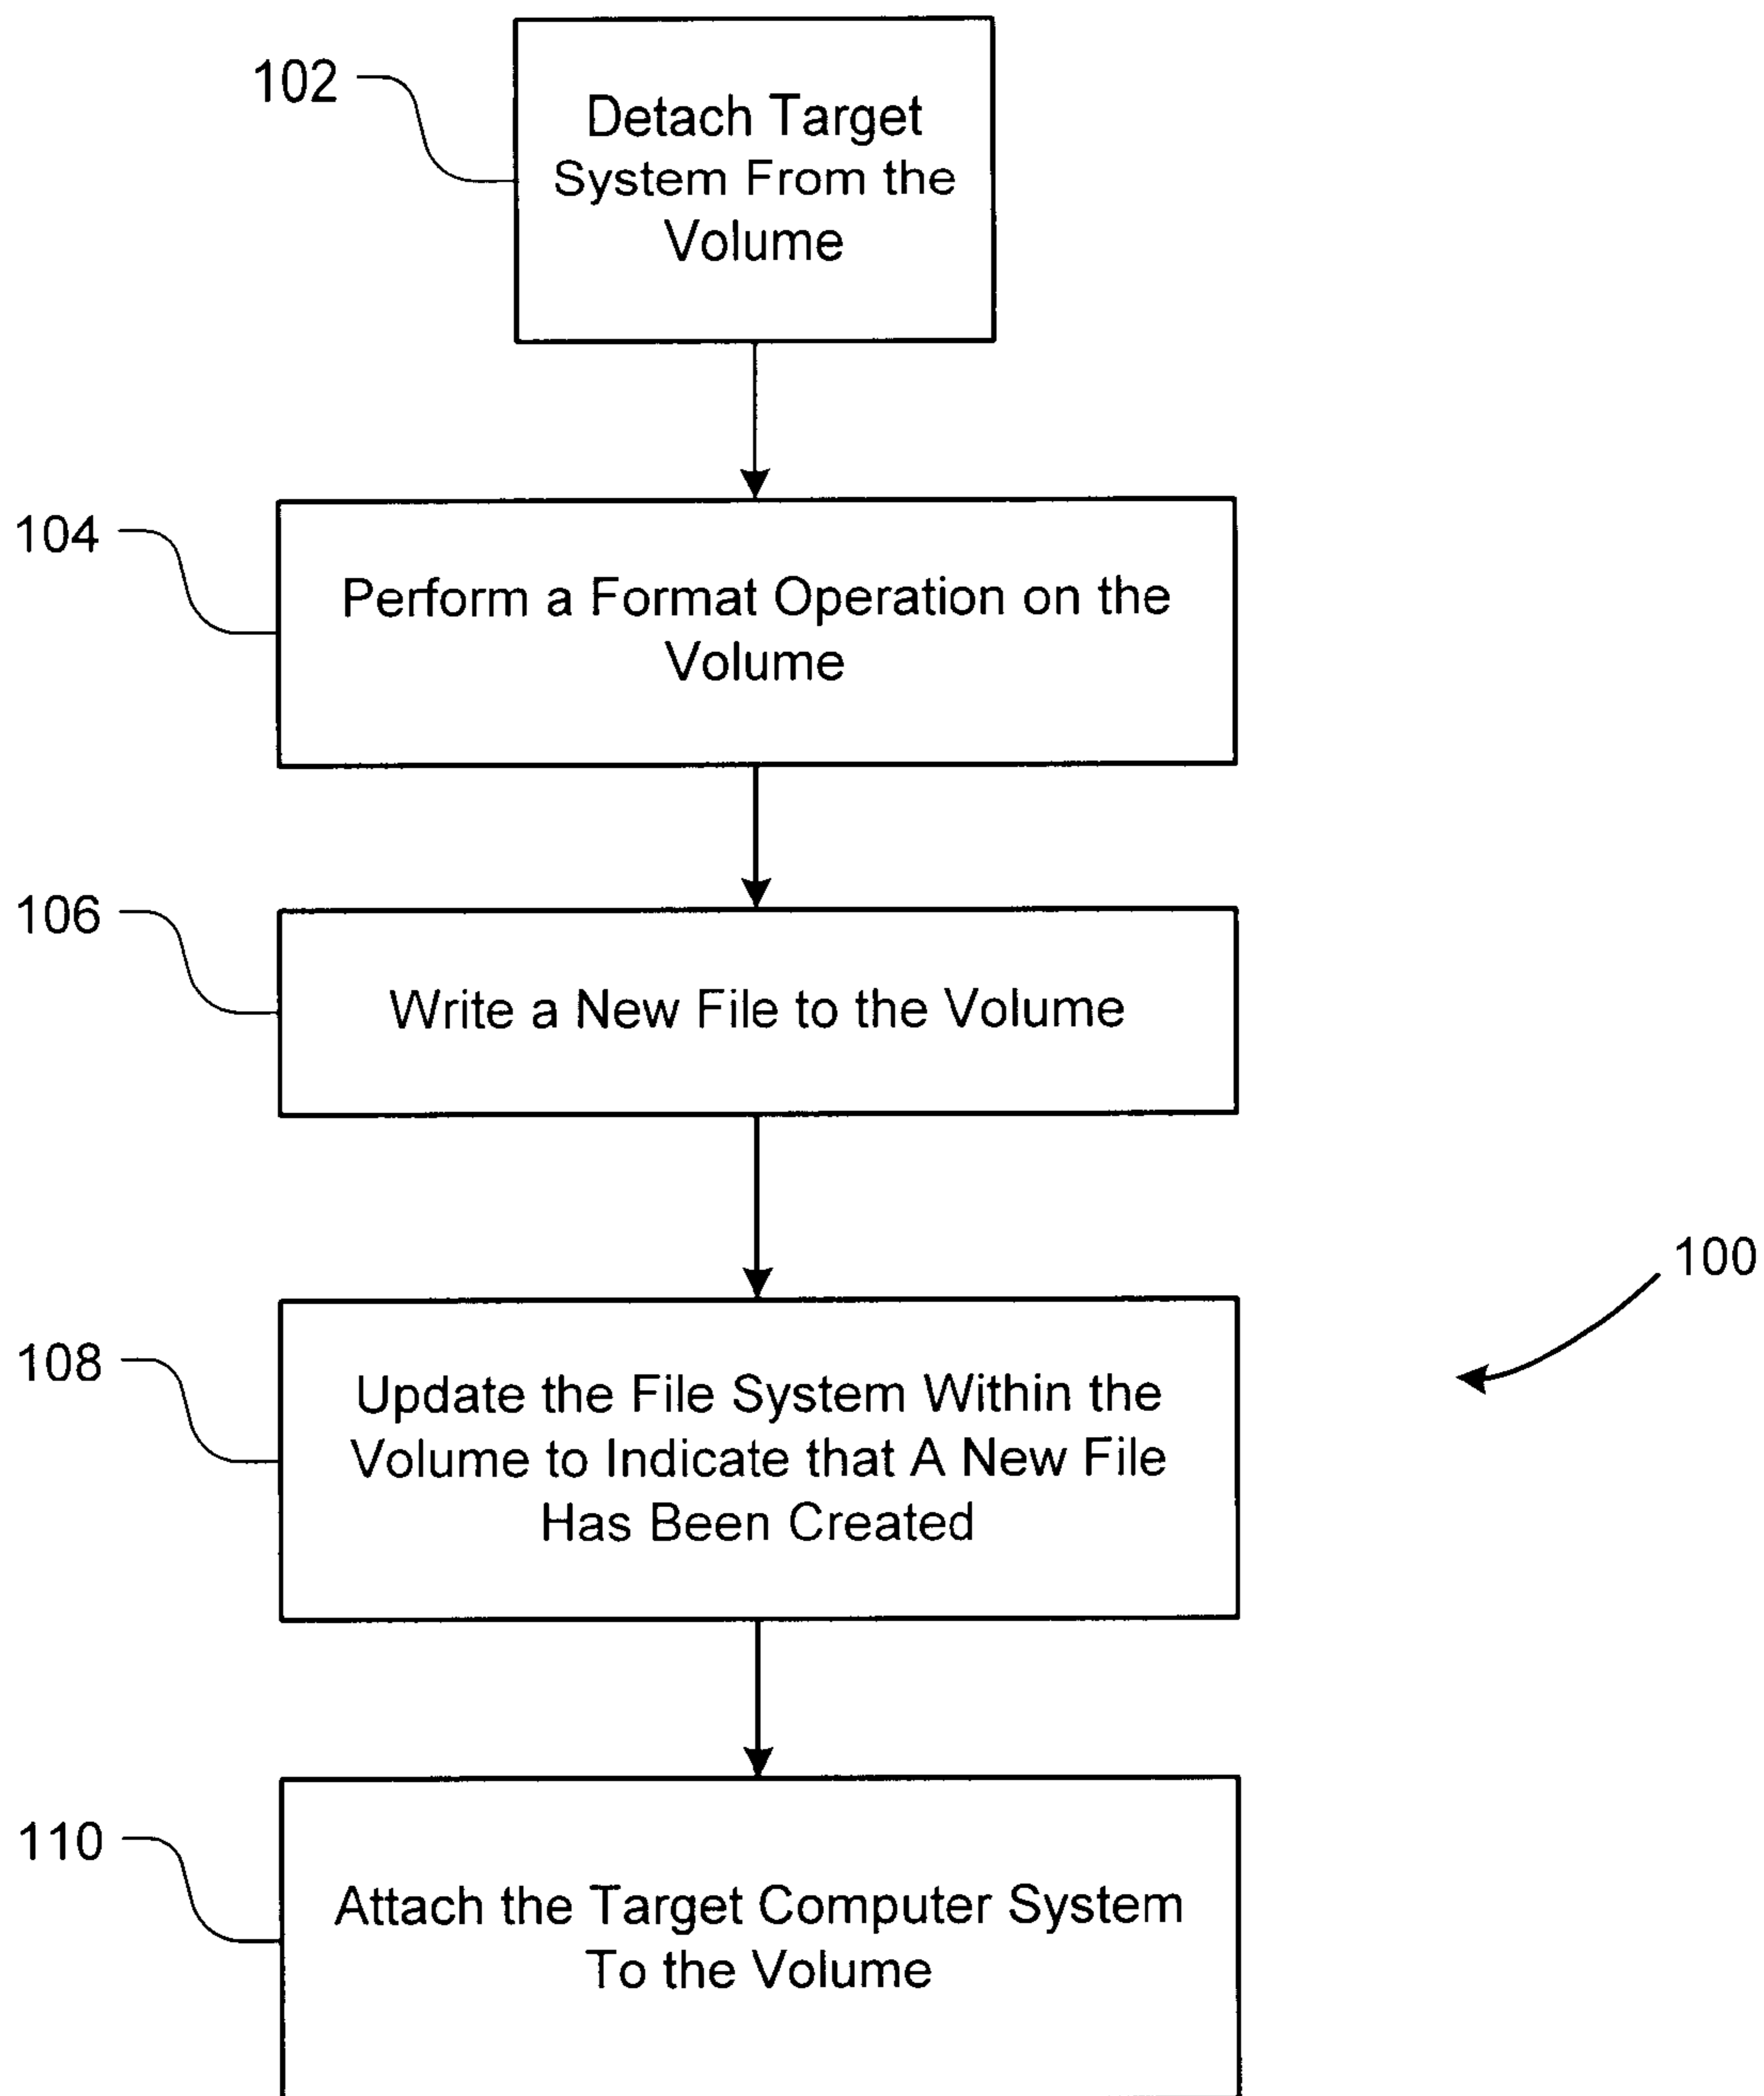 102
Detach Target
System From the
Volume
104
Perform a Format Operation on the
Volume
106
Write a New File to the Volume
100
108
Update the File System Within the
Volume to Indicate that A New File
Has Been Created
110
Attach the Target Computer System
To the Volume